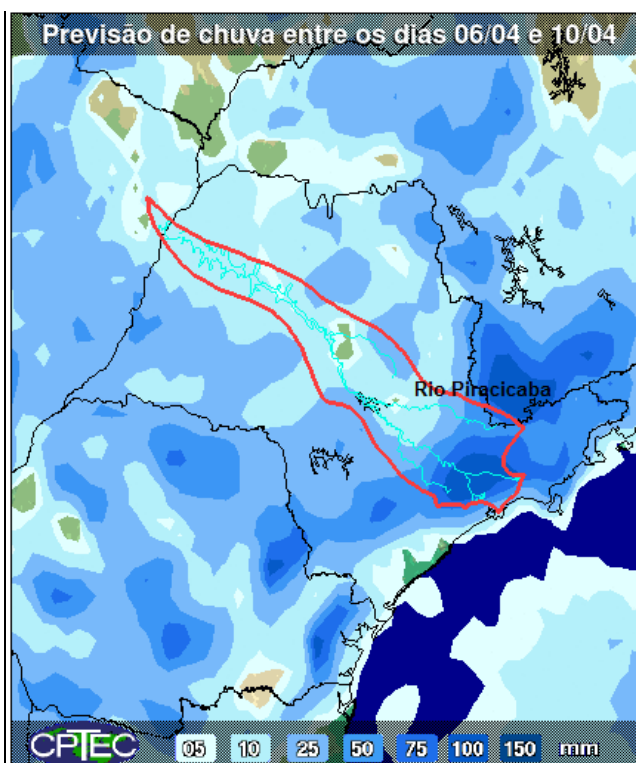 Previsão de chuva entre os dias 06/04 e 10/04
Rio Piracicaba
CPTEC 05 10 25 50 75 100 150 mm